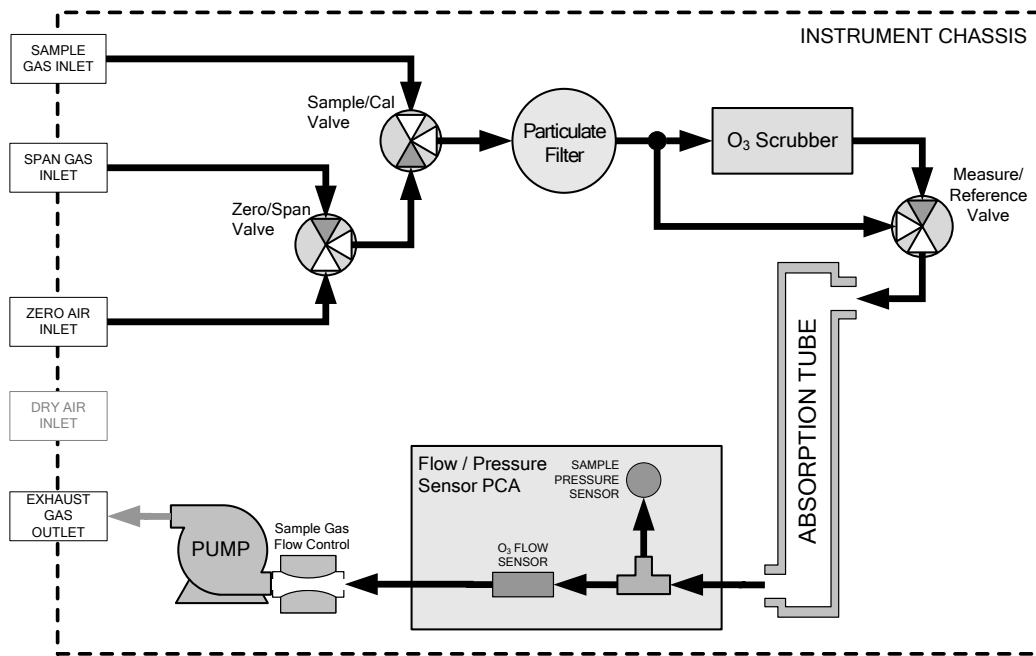 INSTRUMENT CHASSIS
SAMPLE
GAS INLET
Sample/Cal
Valve
Particulate
Filter
O₃ Scrubber
SPAN GAS
INLET
Measure/
Reference
Valve
Zero/Span
Valve
ZERO AIR
INLET
DRY AIR
INLET
ABSORPTION TUBE
Flow / Pressure
Sensor PCA
SAMPLE
PRESSURE
SENSOR
EXHAUST
GAS
OUTLET
PUMP
Sample Gas
Flow Control
O₃ FLOW
SENSOR